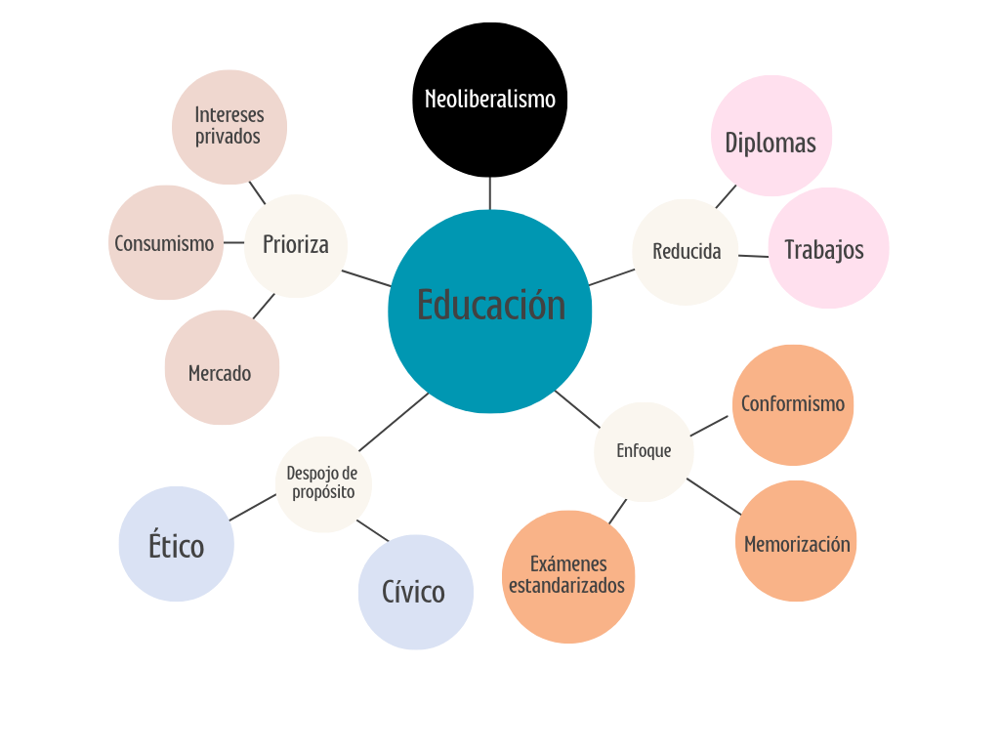 Neoliberalismo
Intereses
privados
Diplomas
Consumismo
Prioriza
Reducida
Trabajos
Educación
Mercado
Conformismo
Enfoque
Despojo de
propósito
Ético
Memorización
Exámenes
estandarizados
Cívico